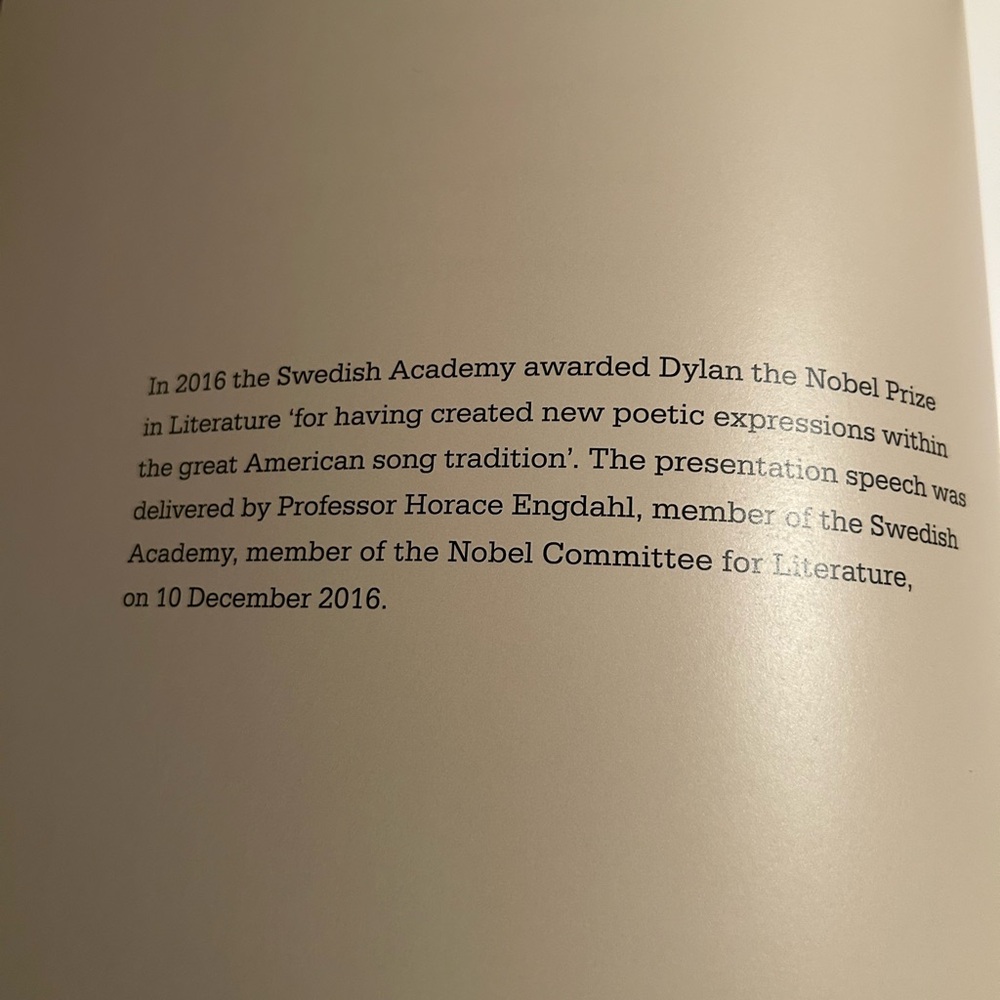 In 2016 the Swedish Academy awarded Dylan the Nobel Prize
in Literature ‘for having created new poetic expressions within
the great American song tradition’. The presentation speech was
delivered by Professor Horace Engdahl, member of the Swedish
Academy, member of the Nobel Committee for Literature,
on 10 December 2016.